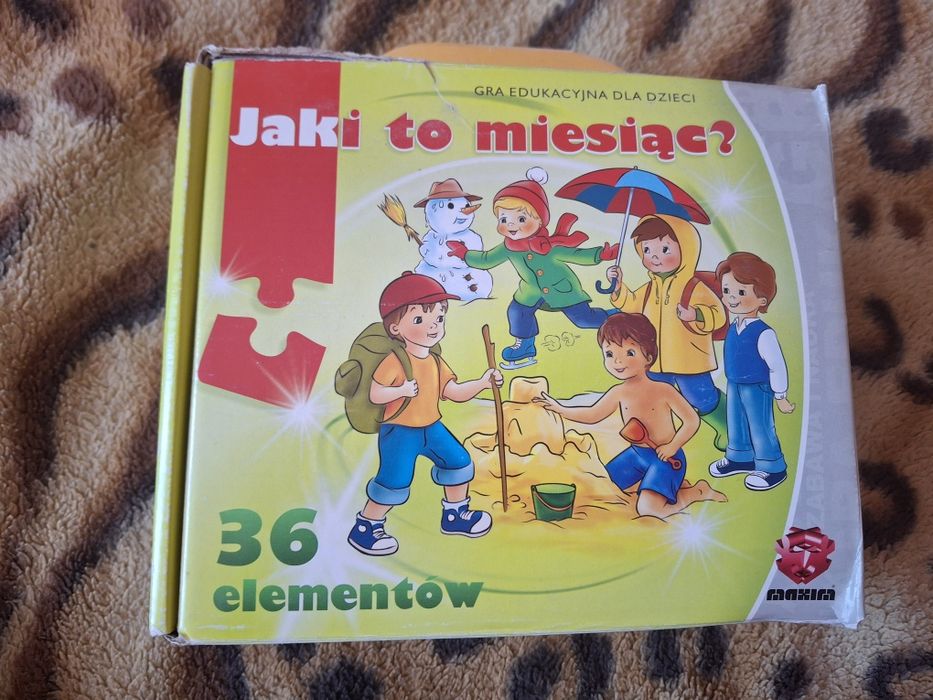 GRA EDUKACYJNA DLA DZIECI
Jaki to miesiąc?
36
elementów
maxim